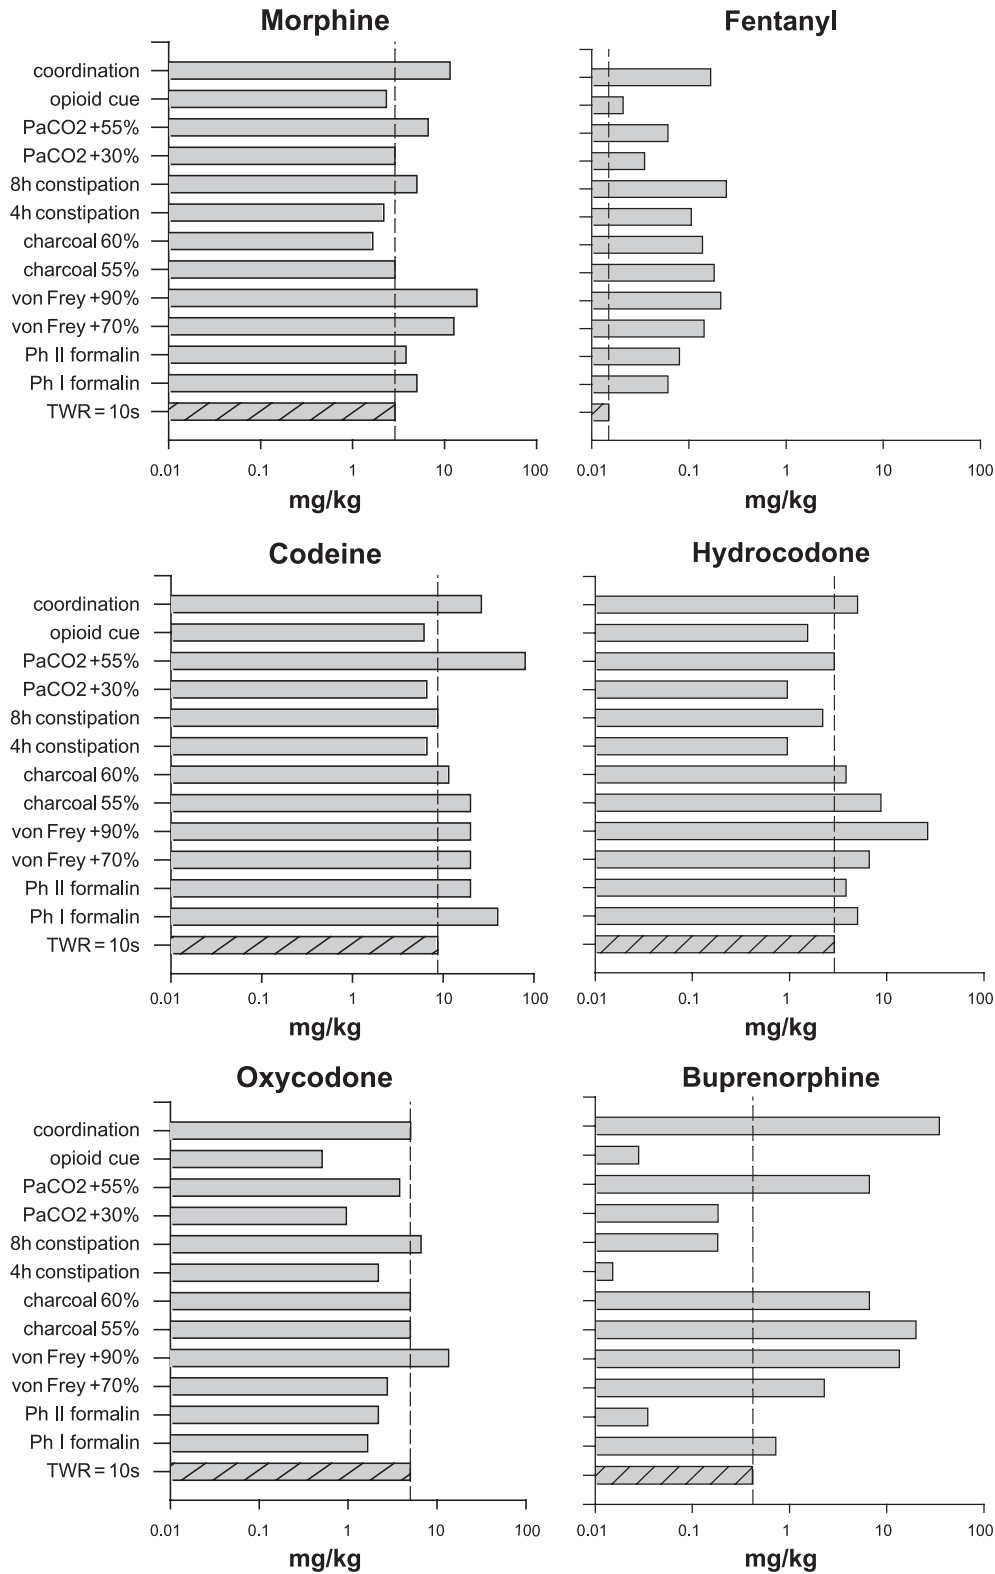 Morphine
coordination
opioid cue
PaCO2 +55%
PaCO2 +30%
8h constipation
4h constipation
charcoal 60%
charcoal 55%
von Frey +90%
von Frey +70%
Ph II formalin
Ph I formalin
TWR = 10s
0.01 0.1 1 10 100
mg/kg
Fentanyl
0.01 0.1 1 10 100
mg/kg
Codeine
coordination
opioid cue
PaCO2 +55%
PaCO2 +30%
8h constipation
4h constipation
charcoal 60%
charcoal 55%
von Frey +90%
von Frey +70%
Ph II formalin
Ph I formalin
TWR = 10s
0.01 0.1 1 10 100
mg/kg
Hydrocodone
0.01 0.1 1 10 100
mg/kg
Oxycodone
coordination
opioid cue
PaCO2 +55%
PaCO2 +30%
8h constipation
4h constipation
charcoal 60%
charcoal 55%
von Frey +90%
von Frey +70%
Ph II formalin
Ph I formalin
TWR = 10s
0.01 0.1 1 10 100
mg/kg
Buprenorphine
0.01 0.1 1 10 100
mg/kg